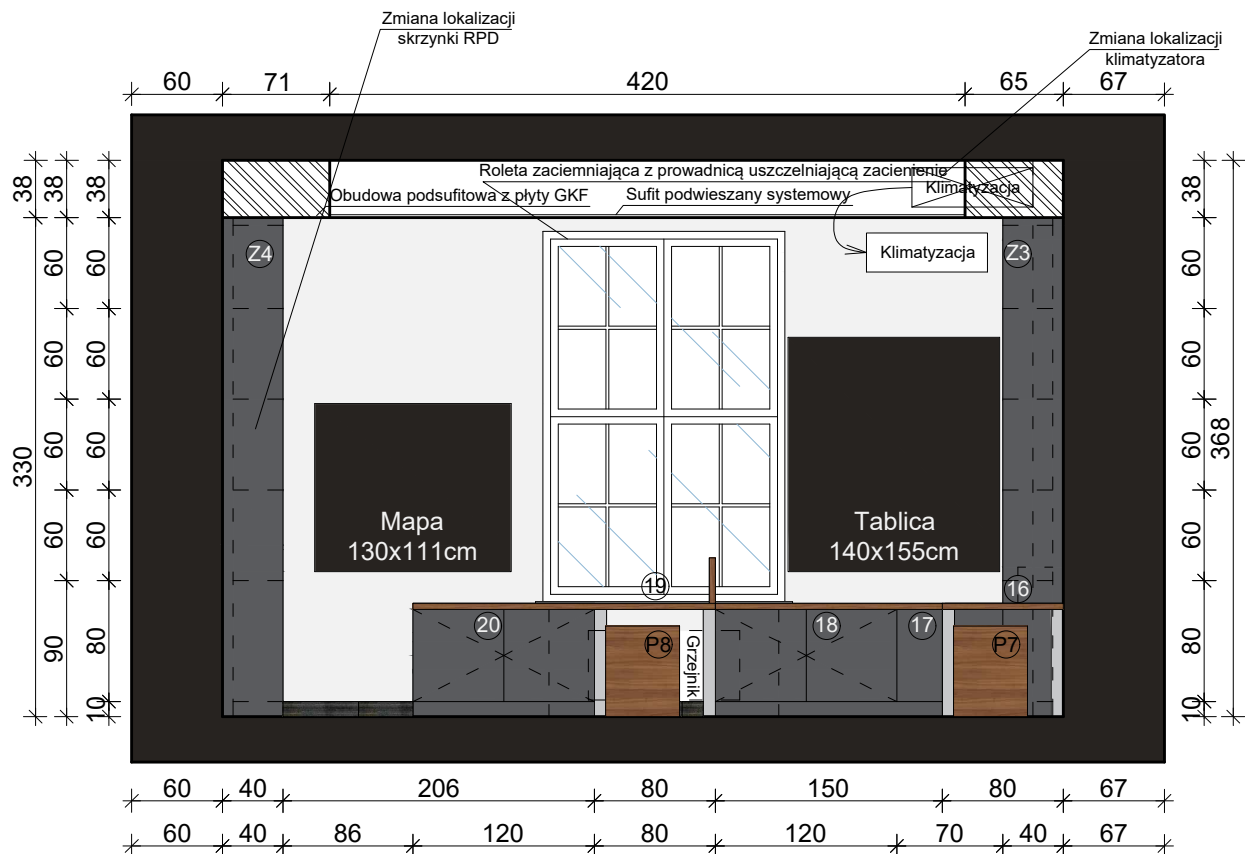 Zmiana lokalizacji
skrzynki RPD
Zmiana lokalizacji
klimatyzatora
60 71 420 65 67
Roleta zaciemniająca z prowadnicą uszczelniającą zacienienie
Klimatyzacja
Obudowa podsufitowa z płyty GKF
Sufit podwieszany systemowy
Klimatyzacja
Z4
Z3
38 38 38
60 60
60 60
60 60
60 60
90 80
10
330
38
60
60
60
60
80
10
368
Mapa
130x111cm
Tablica
140x155cm
19
16
20
18
17
P8
P7
Grzejnik
60 40 206 80 150 80 67
60 40 86 120 80 120 70 40 67